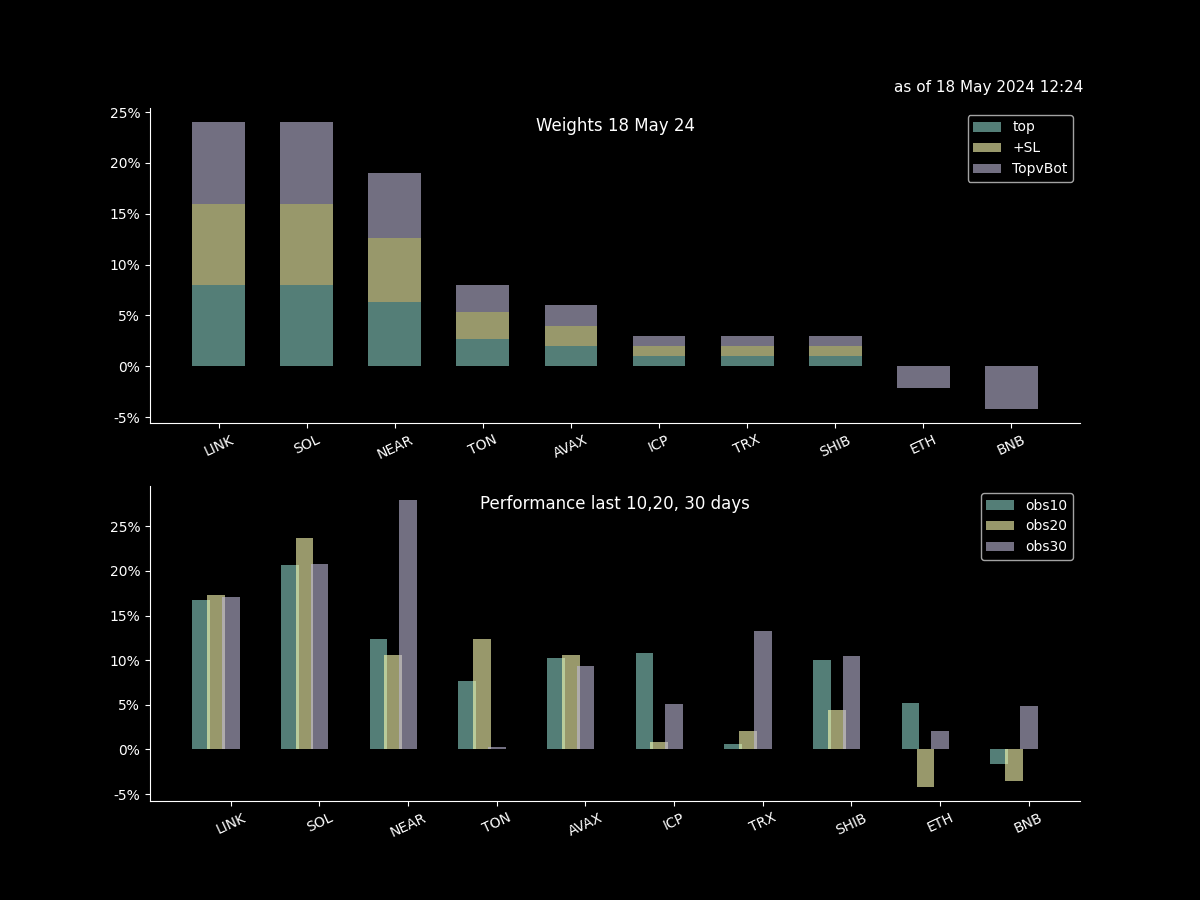 as of 18 May 2024 12:24
Weights 18 May 24
top
+SL
TopvBot
25%
20%
15%
10%
5%
0%
-5%
LINK SOL NEAR TON AVAX ICP TRX SHIB ETH BNB
Performance last 10,20, 30 days
obs10
obs20
obs30
25%
20%
15%
10%
5%
0%
-5%
LINK SOL NEAR TON AVAX ICP TRX SHIB ETH BNB